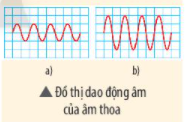 a) b)
▲ Đồ thị dao động âm
của âm thoa